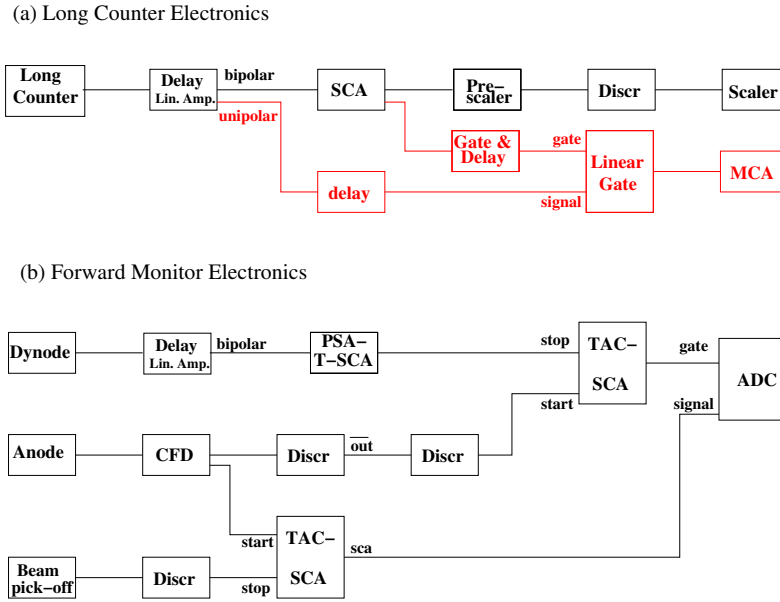 (a) Long Counter Electronics
Long
Counter
Delay
Lin. Amp.
bipolar
unipolar
SCA
Pre−
scaler
Discr
Scaler
Gate &
Delay
gate
Linear
Gate
MCA
delay
signal
(b) Forward Monitor Electronics
Dynode
Delay
Lin. Amp.
bipolar
PSA−
T−SCA
stop
TAC−
SCA
start
gate
ADC
signal
Anode
CFD
Discr
out
Discr
start
TAC−
SCA
sca
Beam
pick−off
Discr
stop